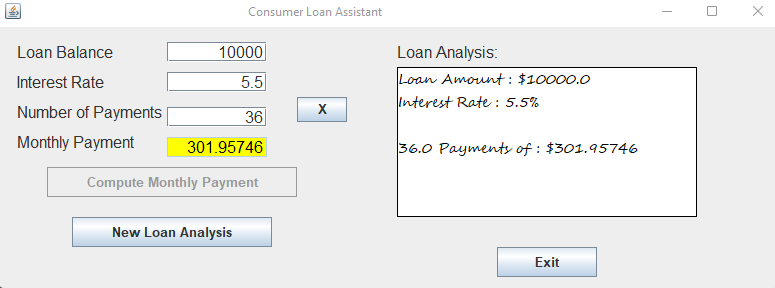 Consumer Loan Assistant
Loan Balance 10000
Interest Rate 5.5
Number of Payments 36
X
Monthly Payment 301.95746
Compute Monthly Payment
New Loan Analysis
Loan Analysis:
Loan Amount : $10000.0
Interest Rate : 5.5%
36.0 Payments of : $301.95746
Exit